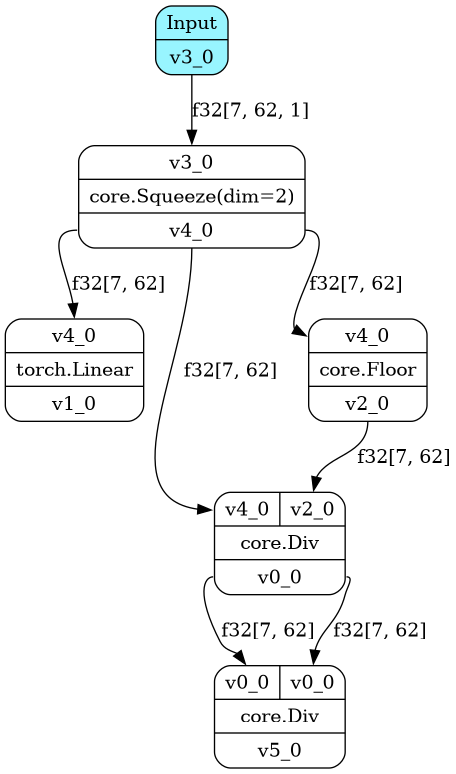 Input
v3_0
f32[7, 62, 1]
v3_0
core.Squeeze(dim=2)
v4_0
f32[7, 62]
f32[7, 62]
v4_0
torch.Linear
v1_0
f32[7, 62]
v4_0
core.Floor
v2_0
f32[7, 62]
v4_0 v2_0
core.Div
v0_0
f32[7, 62] f32[7, 62]
v0_0 v0_0
core.Div
v5_0